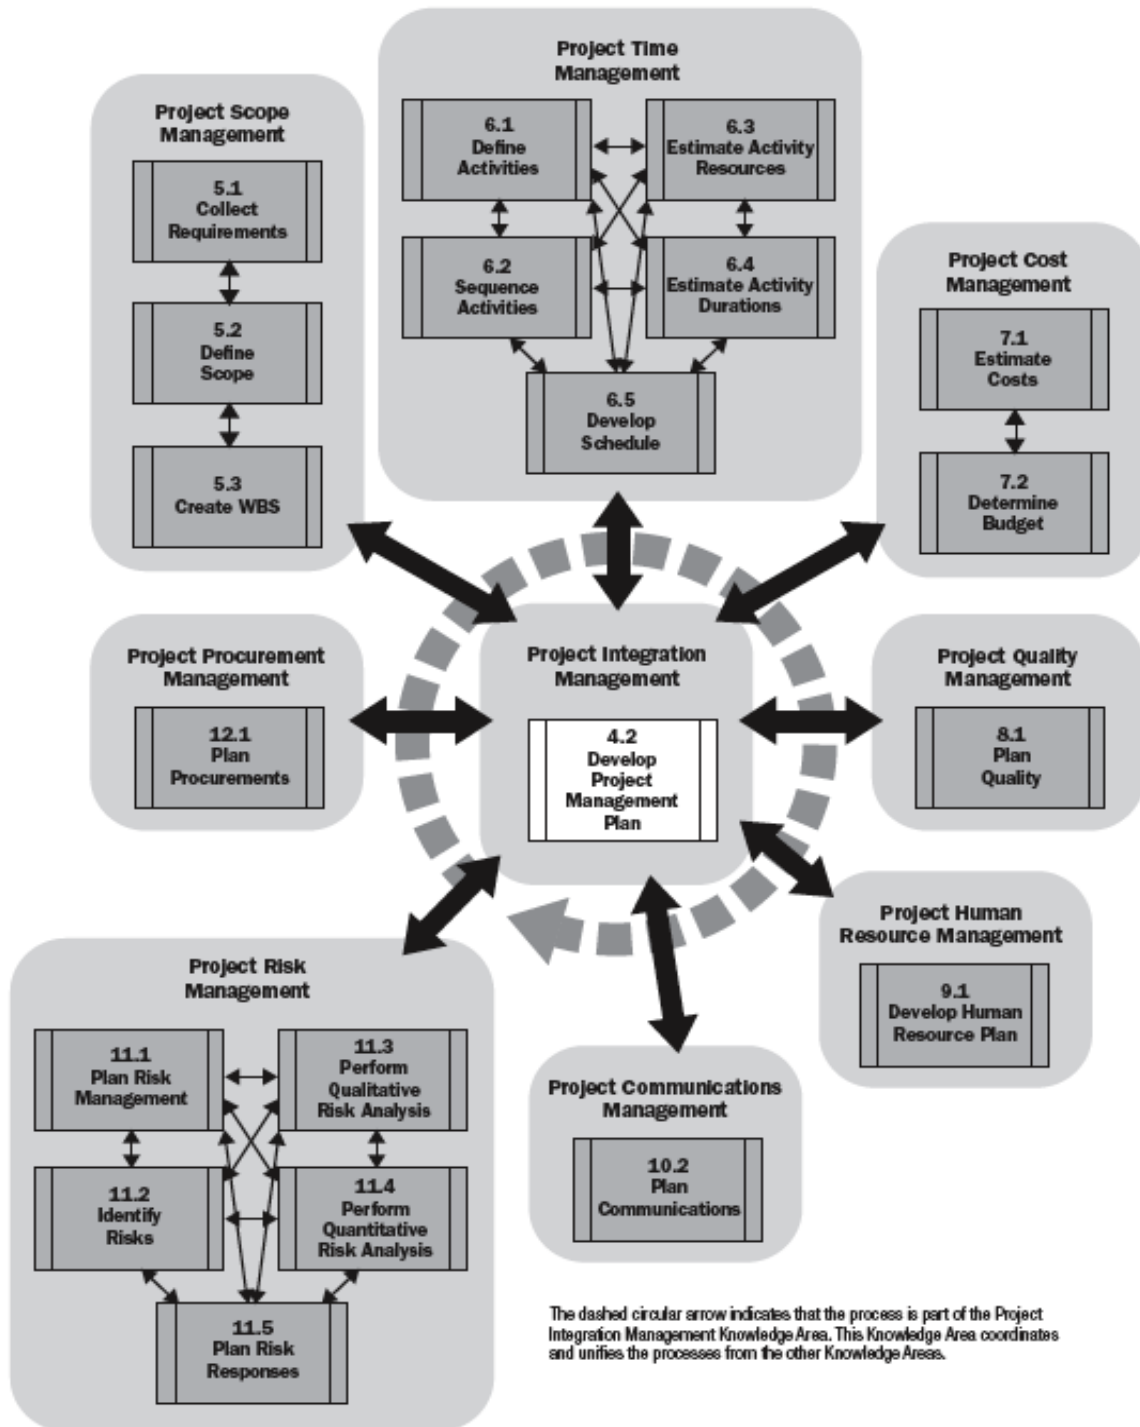 Project Time
Management
6.1
Define
Activities
6.3
Estimate Activity
Resources
6.2
Sequence
Activities
6.4
Estimate Activity
Durations
6.5
Develop
Schedule
Project Scope
Management
5.1
Collect
Requirements
5.2
Define
Scope
5.3
Create WBS
Project Cost
Management
7.1
Estimate
Costs
7.2
Determine
Budget
Project Procurement
Management
12.1
Plan
Procurements
Project Integration
Management
4.2
Develop
Project
Management
Plan
Project Quality
Management
8.1
Plan
Quality
Project Human
Resource Management
9.1
Develop Human
Resource Plan
Project Risk
Management
11.1
Plan Risk
Management
11.3
Perform
Qualitative
Risk Analysis
11.2
Identify
Risks
11.4
Perform
Quantitative
Risk Analysis
11.5
Plan Risk
Responses
Project Communications
Management
10.2
Plan
Communications
The dashed circular arrow indicates that the process is part of the Project
Integration Management Knowledge Area. This Knowledge Area coordinates
and unifies the processes from the other Knowledge Areas.